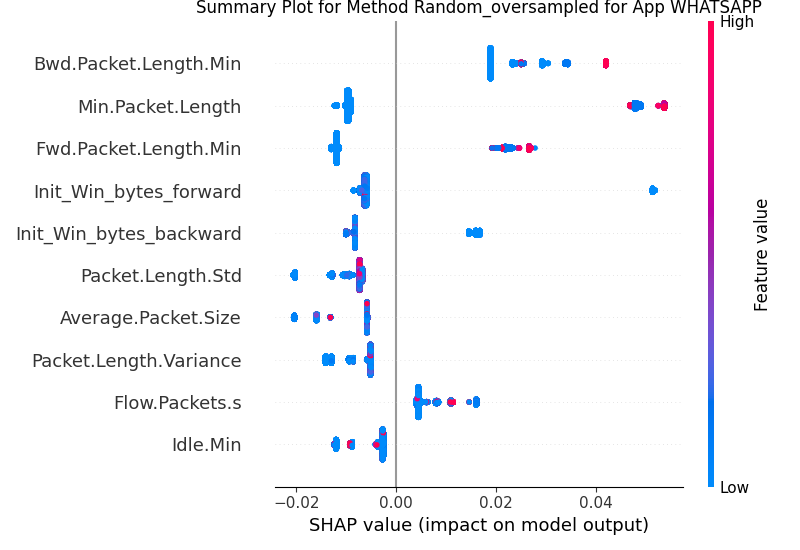 Summary Plot for Method Random_oversampled for App WHATSAPP
High
Bwd.Packet.Length.Min
Min.Packet.Length
Fwd.Packet.Length.Min
Init_Win_bytes_forward
Init_Win_bytes_backward
Packet.Length.Std
Average.Packet.Size
Packet.Length.Variance
Flow.Packets.s
Idle.Min
Feature value
Low
−0.02 0.00 0.02 0.04
SHAP value (impact on model output)